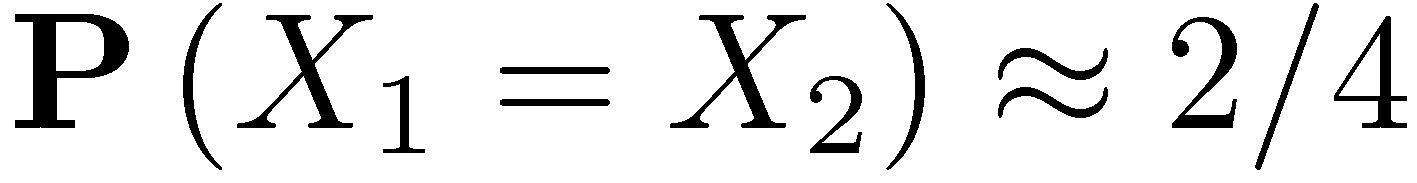 P (X₁ = X₂) ≈ 2/4